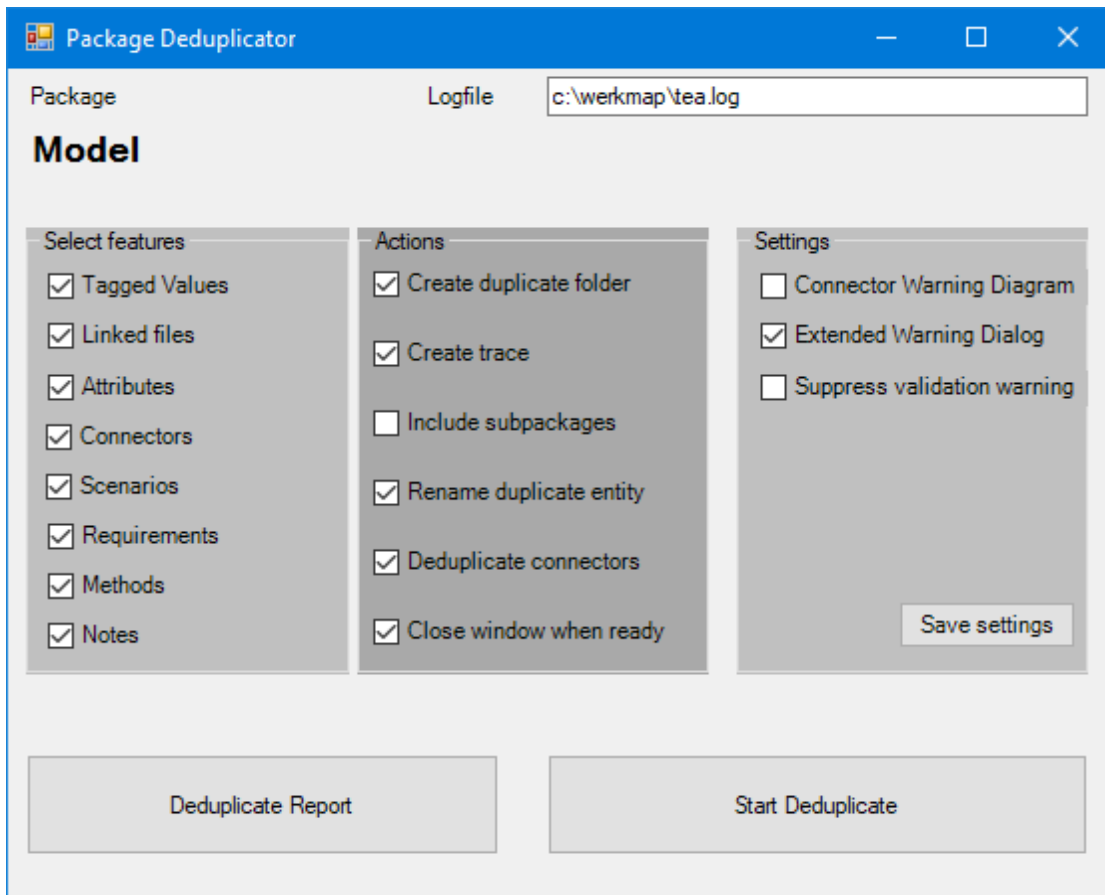 Package Deduplicator
Package
Logfile
c:\werkmap\tea.log
Model
Select features
Tagged Values
Linked files
Attributes
Connectors
Scenarios
Requirements
Methods
Notes
Actions
Create duplicate folder
Create trace
Include subpackages
Rename duplicate entity
Deduplicate connectors
Close window when ready
Settings
Connector Warning Diagram
Extended Warning Dialog
Suppress validation warning
Save settings
Deduplicate Report
Start Deduplicate